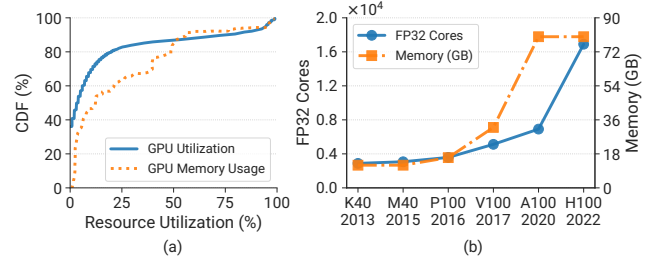 100
80
60
40
20
0
CDF (%)
GPU Utilization
GPU Memory Usage
0 25 50 75 100
Resource Utilization (%)
(a)
×10⁴
2.0
1.6
1.2
0.8
0.4
0.0
FP32 Cores
FP32 Cores
Memory (GB)
90
72
54
36
18
0
Memory (GB)
K40 M40 P100 V100 A100 H100
2013 2015 2016 2017 2020 2022
(b)